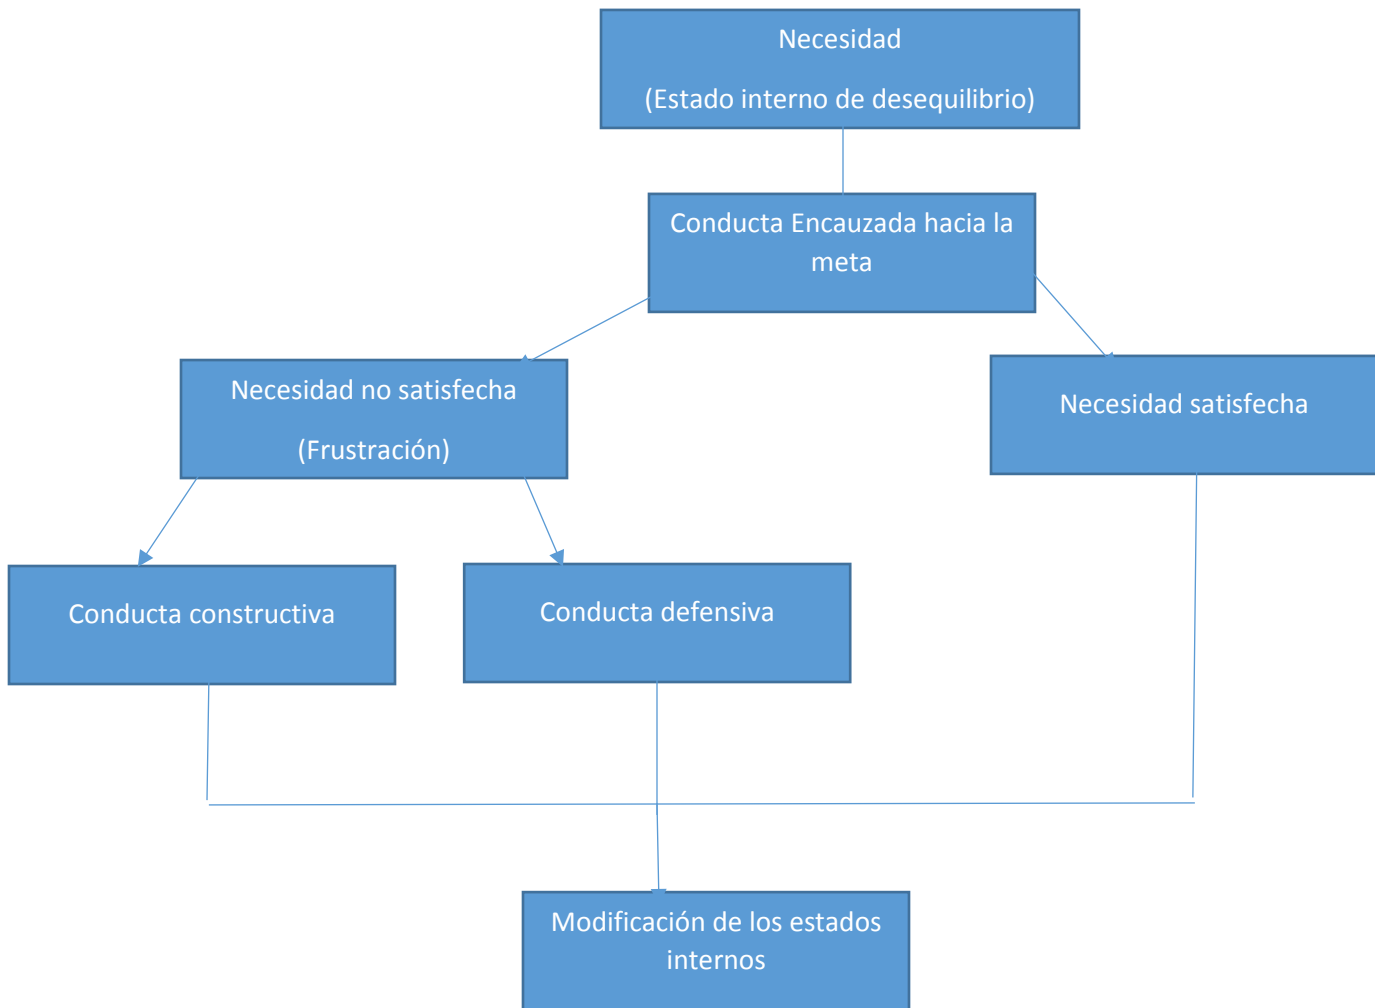 Necesidad
(Estado interno de desequilibrio)
Conducta Encauzada hacia la
meta
Necesidad no satisfecha
(Frustración)
Necesidad satisfecha
Conducta constructiva
Conducta defensiva
Modificación de los estados
internos